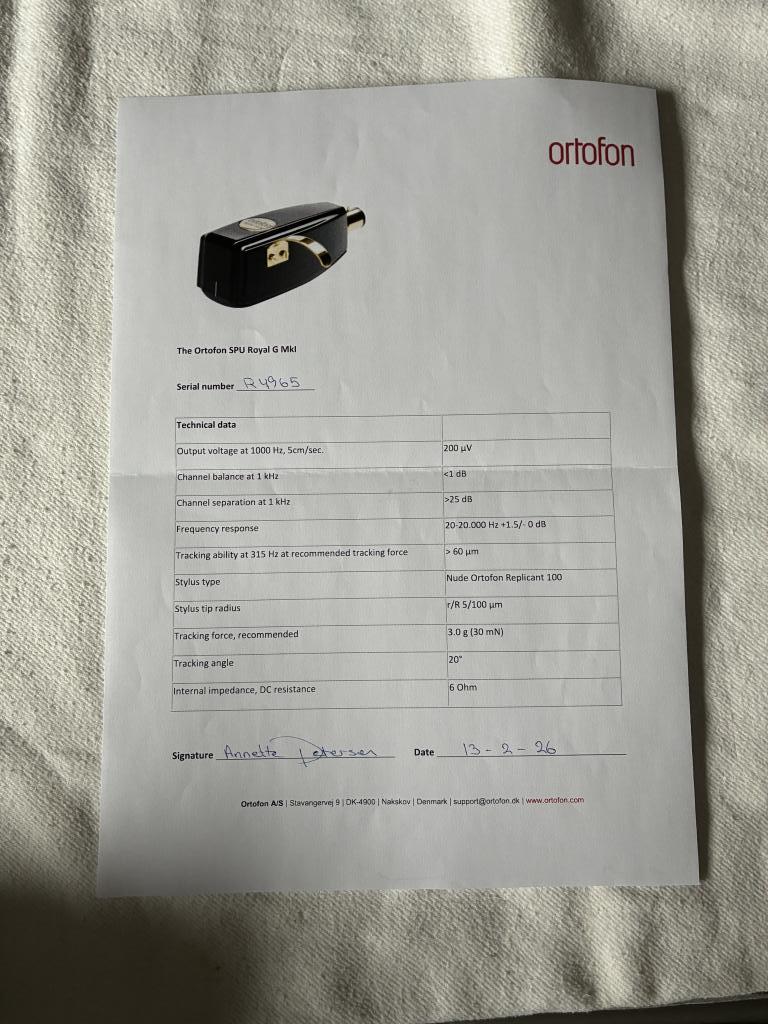 ortofon
The Ortofon SPU Royal G MkI
Serial number R4965
Technical data
Output voltage at 1000 Hz, 5cm/sec. 200 µV
Channel balance at 1 kHz <1 dB
Channel separation at 1 kHz >25 dB
Frequency response 20-20.000 Hz +1.5/- 0 dB
Tracking ability at 315 Hz at recommended tracking force > 60 µm
Stylus type Nude Ortofon Replicant 100
Stylus tip radius r/R 5/100 µm
Tracking force, recommended 3.0 g (30 mN)
Tracking angle 20°
Internal impedance, DC resistance 6 Ohm
Signature Annette Petersen Date 13-2-26
Ortofon A/S | Stavangervej 9 | DK-4900 | Nakskov | Denmark | support@ortofon.dk | www.ortofon.com